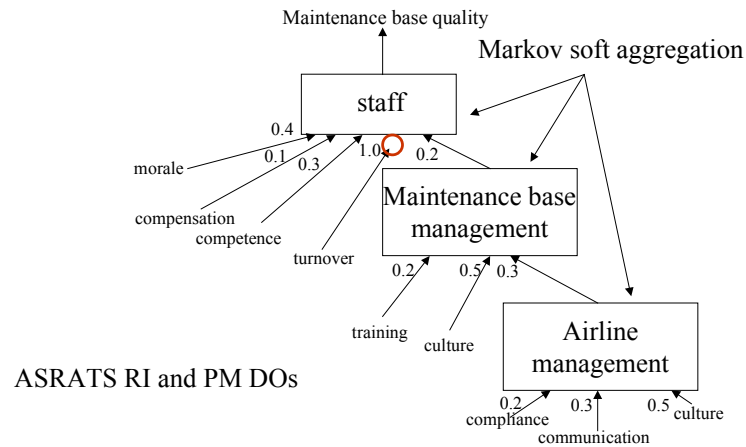 Maintenance base quality
Markov soft aggregation
staff
0.4
0.1
0.3
1.0
0.2
morale
compensation
competence
turnover
Maintenance base
management
0.2
0.5
0.3
training
culture
Airline
management
ASRATS RI and PM DOs
0.2
0.3
0.5
compliance
communication
culture